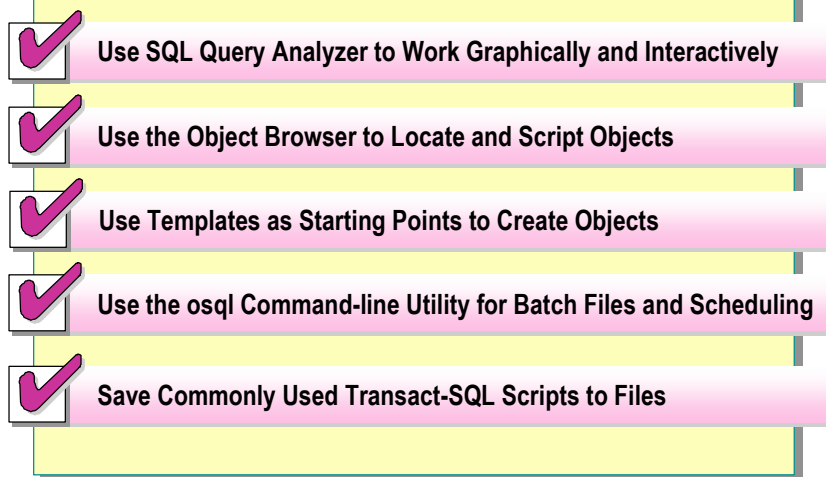 Use SQL Query Analyzer to Work Graphically and Interactively
Use the Object Browser to Locate and Script Objects
Use Templates as Starting Points to Create Objects
Use the osql Command-line Utility for Batch Files and Scheduling
Save Commonly Used Transact-SQL Scripts to Files